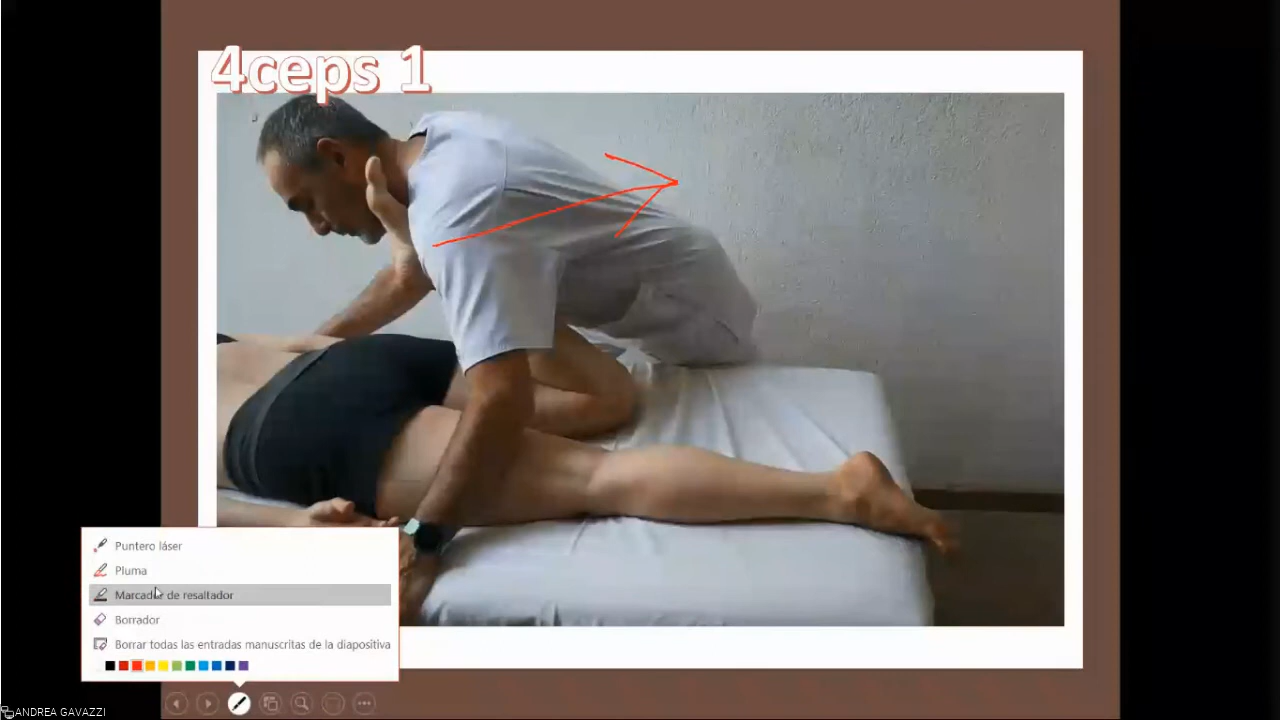 4ceps 1
Puntero láser
Pluma
Marcador de resaltador
Borrador
Borrar todas las entradas manuscritas de la diapositiva
ANDREA GAVAZZI